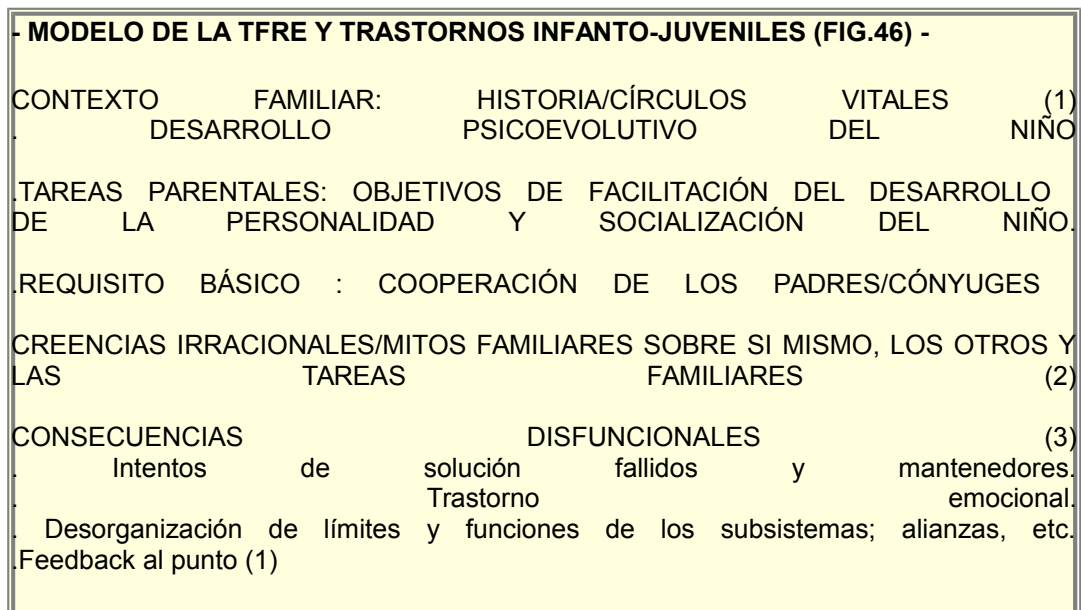 - MODELO DE LA TFRE Y TRASTORNOS INFANTO-JUVENILES (FIG.46) -
CONTEXTO FAMILIAR: HISTORIA/CÍRCULOS VITALES (1)
. DESARROLLO PSICOEVOLUTIVO DEL NIÑO
.TAREAS PARENTALES: OBJETIVOS DE FACILITACIÓN DEL DESARROLLO
DE LA PERSONALIDAD Y SOCIALIZACIÓN DEL NIÑO.
.REQUISITO BÁSICO : COOPERACIÓN DE LOS PADRES/CÓNYUGES
CREENCIAS IRRACIONALES/MITOS FAMILIARES SOBRE SI MISMO, LOS OTROS Y
LAS TAREAS FAMILIARES (2)
CONSECUENCIAS DISFUNCIONALES (3)
. Intentos de solución fallidos y mantenedores.
. Trastorno emocional.
. Desorganización de límites y funciones de los subsistemas; alianzas, etc.
.Feedback al punto (1)